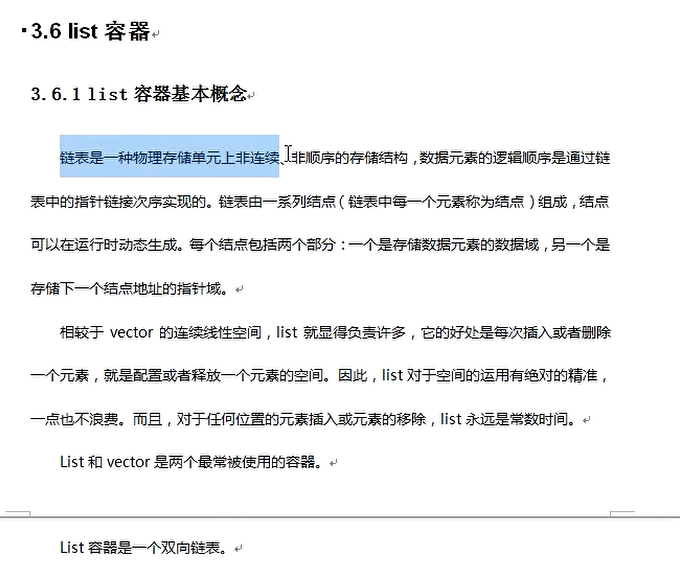 3.6 list 容器
3.6.1 list 容器基本概念
链表是一种物理存储单元上非连续、非顺序的存储结构，数据元素的逻辑顺序是通过链
表中的指针链接次序实现的。链表由一系列结点（链表中每一个元素称为结点）组成，结点
可以在运行时动态生成。每个结点包括两个部分：一个是存储数据元素的数据域，另一个是
存储下一个结点地址的指针域。
相较于 vector 的连续线性空间，list 就显得负责许多，它的好处是每次插入或者删除
一个元素，就是配置或者释放一个元素的空间。因此，list 对于空间的运用有绝对的精准，
一点也不浪费。而且，对于任何位置的元素插入或元素的移除，list 永远是常数时间。
List 和 vector 是两个最常被使用的容器。
List 容器是一个双向链表。